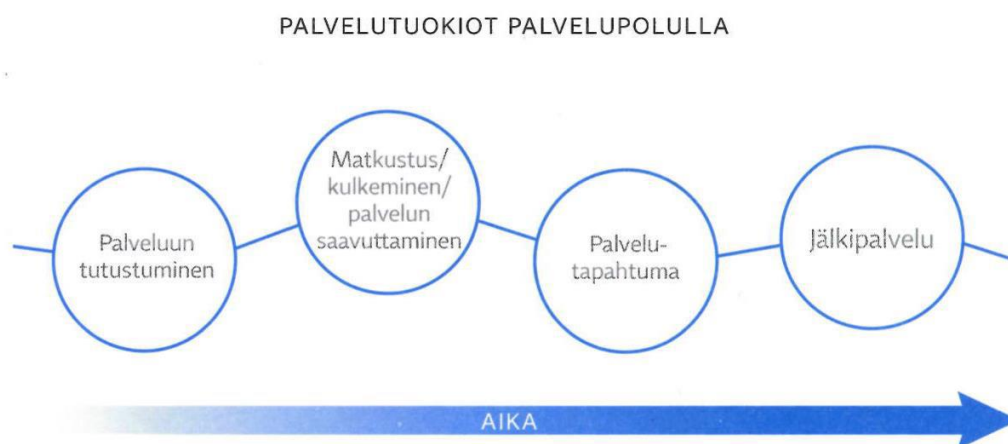 PALVELUTUOKIOT PALVELUPOLULLA
Palveluun
tutustuminen
Matkustus/
kulkeminen/
palvelun
saavuttaminen
Palvelu-
tapahtuma
Jälkipalvelu
AIKA